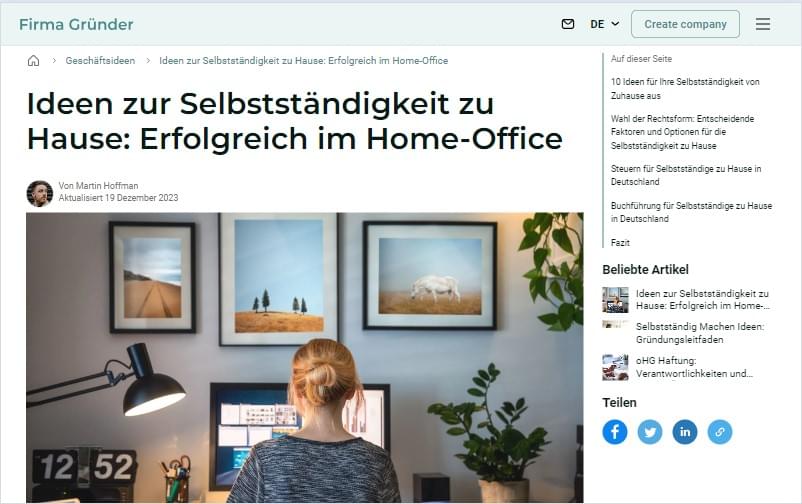 Firma Gründer
DE
Create company
Geschäftsideen
Ideen zur Selbstständigkeit zu Hause: Erfolgreich im Home-Office
Ideen zur Selbstständigkeit zu
Hause: Erfolgreich im Home-Office
Von Martin Hoffman
Aktualisiert 19 Dezember 2023
12 52
Auf dieser Seite
10 Ideen für Ihre Selbstständigkeit von
Zuhause aus
Wahl der Rechtsform: Entscheidende
Faktoren und Optionen für die
Selbstständigkeit zu Hause
Steuern für Selbstständige zu Hause in
Deutschland
Buchführung für Selbstständige zu Hause
in Deutschland
Fazit
Beliebte Artikel
Ideen zur Selbstständigkeit zu
Hause: Erfolgreich im Home-...
Selbständig Machen Ideen:
Gründungsleitfaden
oHG Haftung:
Verantwortlichkeiten und...
Teilen